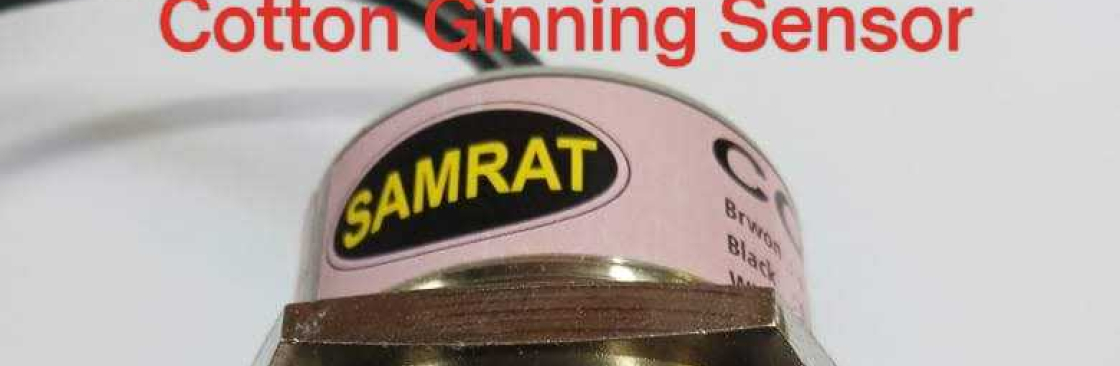 Cotton Ginning Sensor
SAMRAT
Brwon
Black